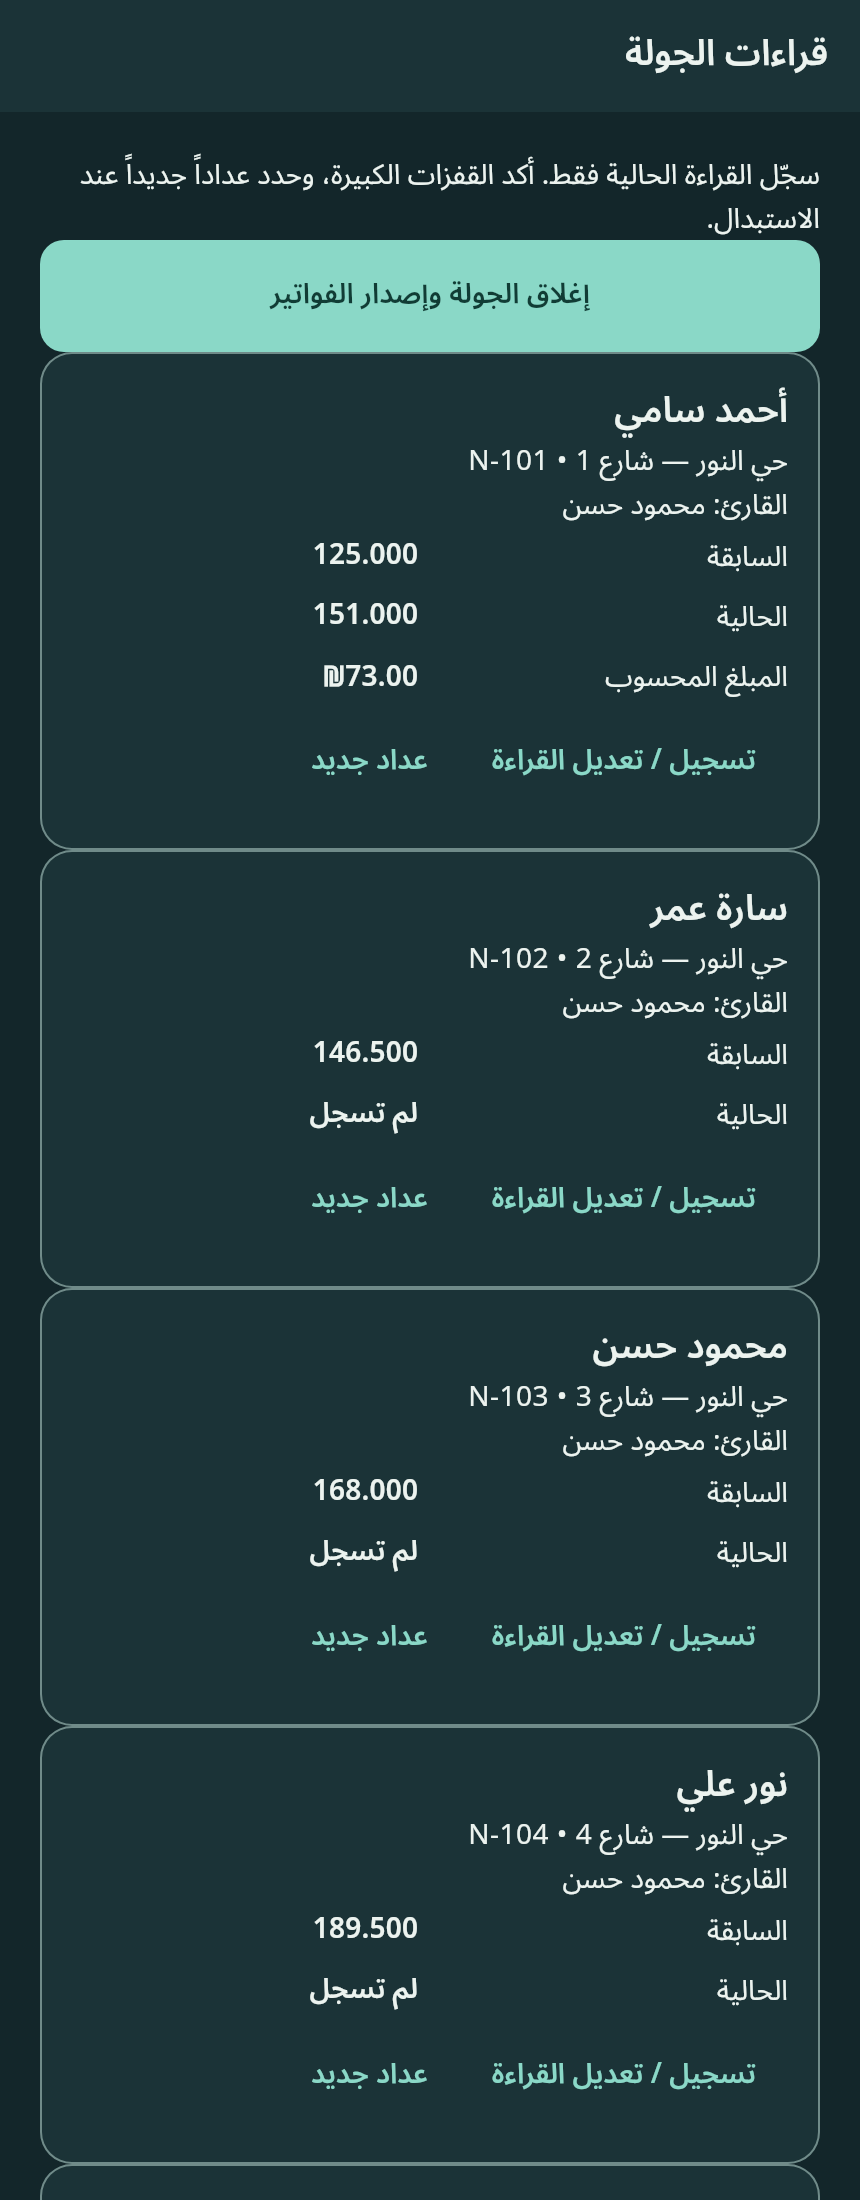 قراءات الجولة
سجّل القراءة الحالية فقط. أكد القفزات الكبيرة، وحدد عداداً جديداً عند
الاستبدال.
إغلاق الجولة وإصدار الفواتير
أحمد سامي
حي النور — شارع 1 • N-101
القارئ: محمود حسن
السابقة 125.000
الحالية 151.000
المبلغ المحسوب ₪73.00
تسجيل / تعديل القراءة عداد جديد
سارة عمر
حي النور — شارع 2 • N-102
القارئ: محمود حسن
السابقة 146.500
الحالية لم تسجل
تسجيل / تعديل القراءة عداد جديد
محمود حسن
حي النور — شارع 3 • N-103
القارئ: محمود حسن
السابقة 168.000
الحالية لم تسجل
تسجيل / تعديل القراءة عداد جديد
نور علي
حي النور — شارع 4 • N-104
القارئ: محمود حسن
السابقة 189.500
الحالية لم تسجل
تسجيل / تعديل القراءة عداد جديد